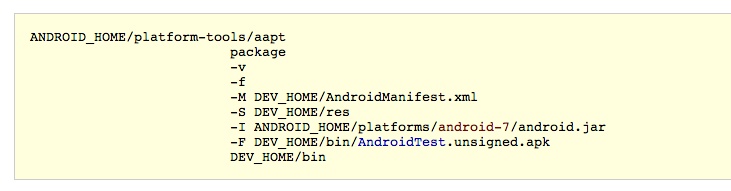 ANDROID_HOME/platform-tools/aapt
package
-v
-f
-M DEV_HOME/AndroidManifest.xml
-S DEV_HOME/res
-I ANDROID_HOME/platforms/android-7/android.jar
-F DEV_HOME/bin/AndroidTest.unsigned.apk
DEV_HOME/bin